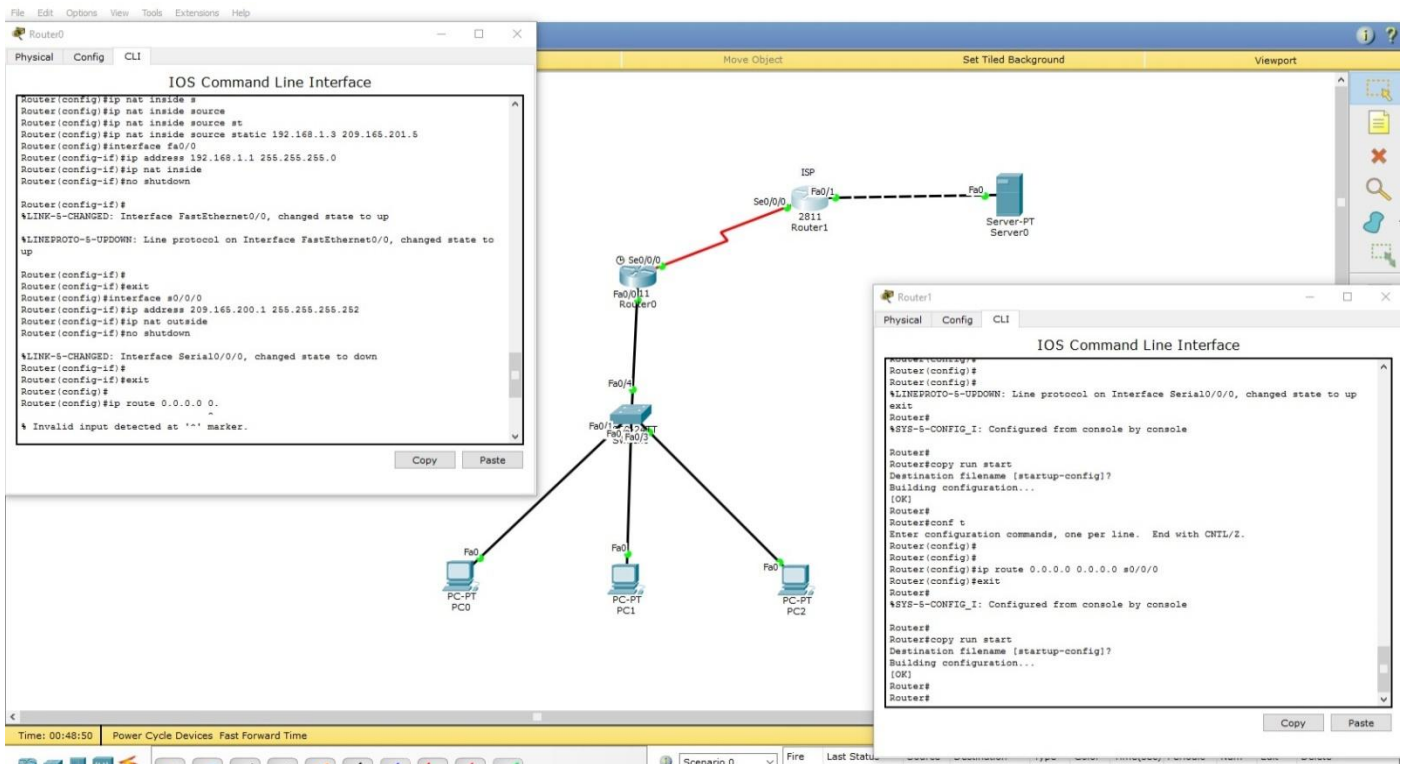 File Edit Options View Tools Extensions Help
Router0
Physical Config CLI
IOS Command Line Interface
Router(config)#ip nat inside s
Router(config)#ip nat inside source
Router(config)#ip nat inside source st
Router(config)#ip nat inside source static 192.168.1.3 209.165.201.5
Router(config)#interface fa0/0
Router(config-if)#ip address 192.168.1.1 255.255.255.0
Router(config-if)#ip nat inside
Router(config-if)#no shutdown
Router(config-if)#
%LINK-5-CHANGED: Interface FastEthernet0/0, changed state to up
%LINEPROTO-5-UPDOWN: Line protocol on Interface FastEthernet0/0, changed state to
up
Router(config-if)#
Router(config-if)#exit
Router(config)#interface s0/0/0
Router(config-if)#ip address 209.165.200.1 255.255.255.252
Router(config-if)#ip nat outside
Router(config-if)#no shutdown
%LINK-5-CHANGED: Interface Serial0/0/0, changed state to down
Router(config-if)#
Router(config-if)#exit
Router(config)#
Router(config)#ip route 0.0.0.0 0.
^
% Invalid input detected at '^' marker.
Copy Paste
Move Object Set Tiled Background Viewport
ISP
Fa0/1
Se0/0/0
2811
Router1
Fa0
Server-PT
Server0
Se0/0/0
Fa0/0
Router0
Fa0/4
Fa0/3
Fa0
PC-PT
PC0
Fa0
PC-PT
PC1
Fa0
PC-PT
PC2
Router1
Physical Config CLI
IOS Command Line Interface
Router(config)#
Router(config)#
Router(config)#
%LINEPROTO-5-UPDOWN: Line protocol on Interface Serial0/0/0, changed state to up
exit
Router#
%SYS-5-CONFIG_I: Configured from console by console
Router#
Router#copy run start
Destination filename [startup-config]?
Building configuration...
[OK]
Router#
Router#conf t
Enter configuration commands, one per line. End with CNTL/Z.
Router(config)#
Router(config)#
Router(config)#ip route 0.0.0.0 0.0.0.0 s0/0/0
Router(config)#exit
Router#
%SYS-5-CONFIG_I: Configured from console by console
Router#
Router#copy run start
Destination filename [startup-config]?
Building configuration...
[OK]
Router#
Router#
Copy Paste
Time: 00:48:50 Power Cycle Devices Fast Forward Time
Scenario 0 Fire Last Status